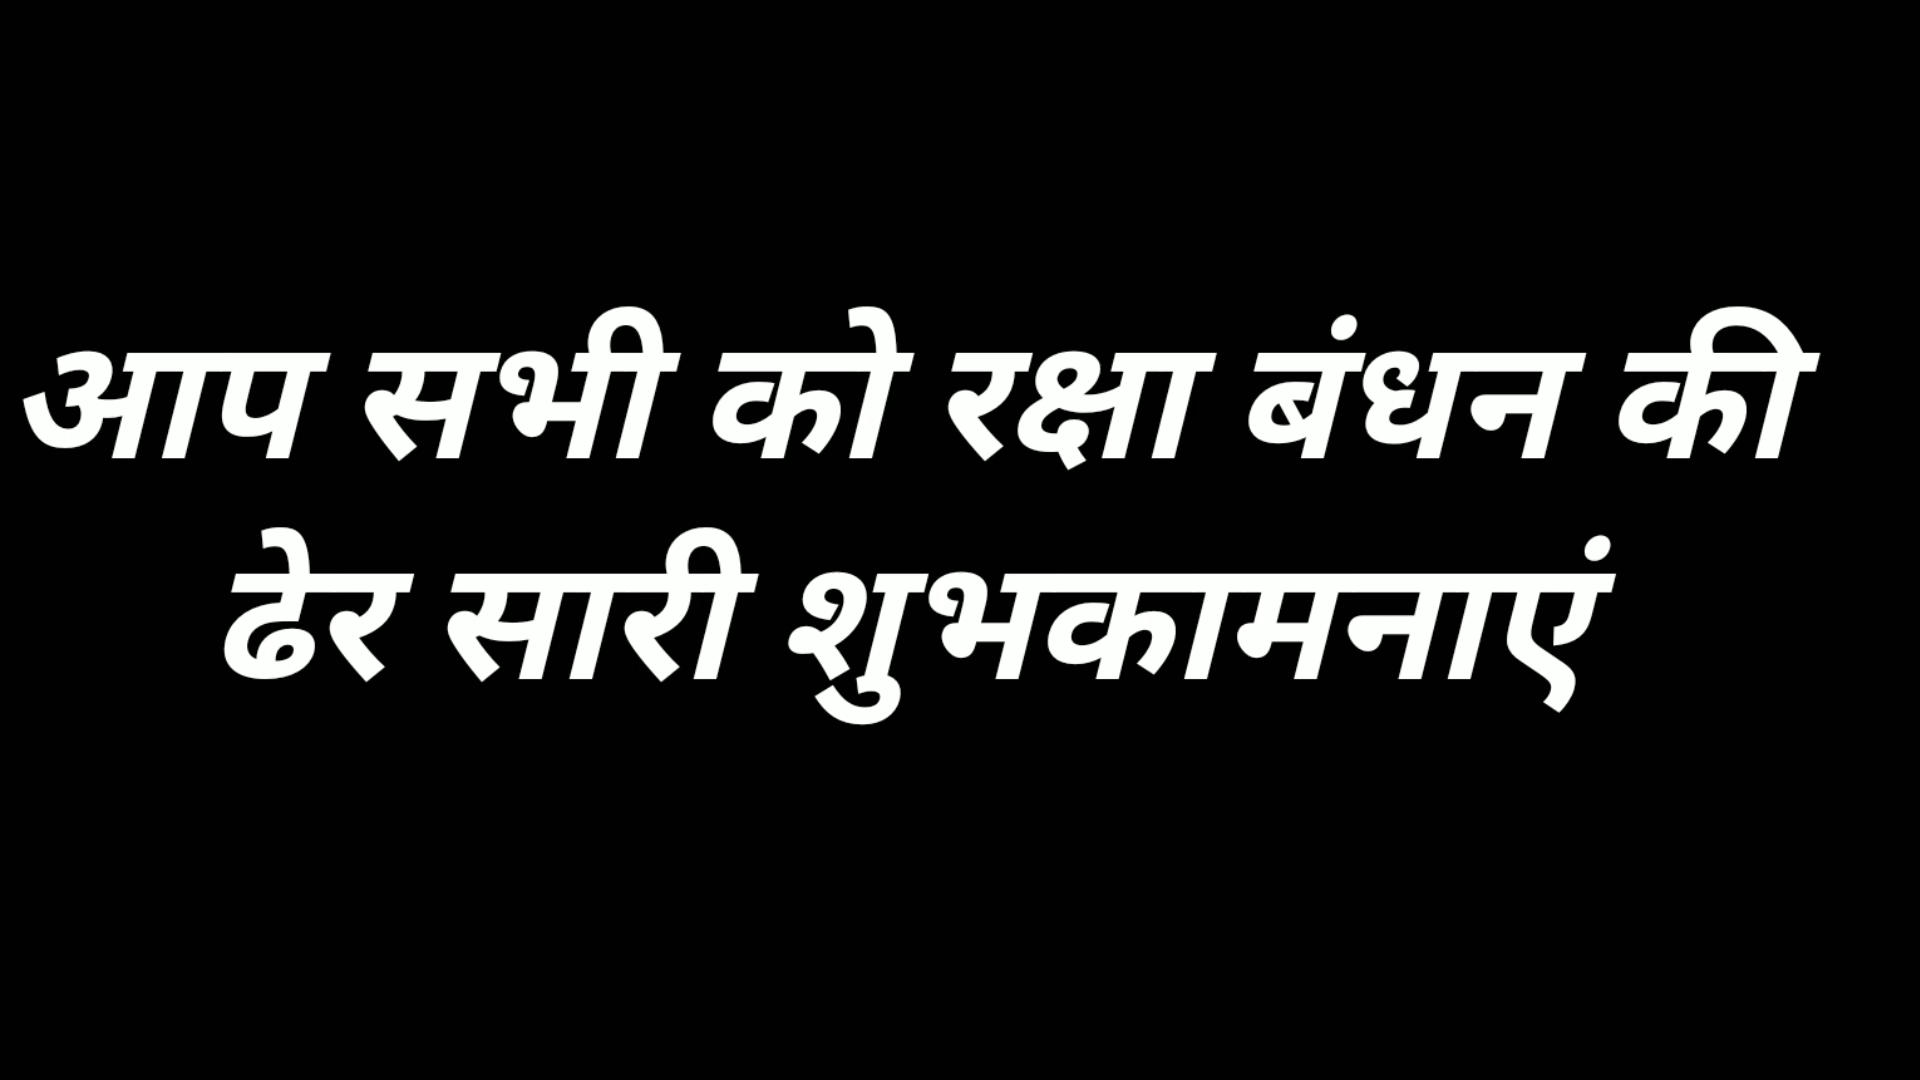 आप सभी को रक्षा बंधन की
ढेर सारी शुभकामनाएं